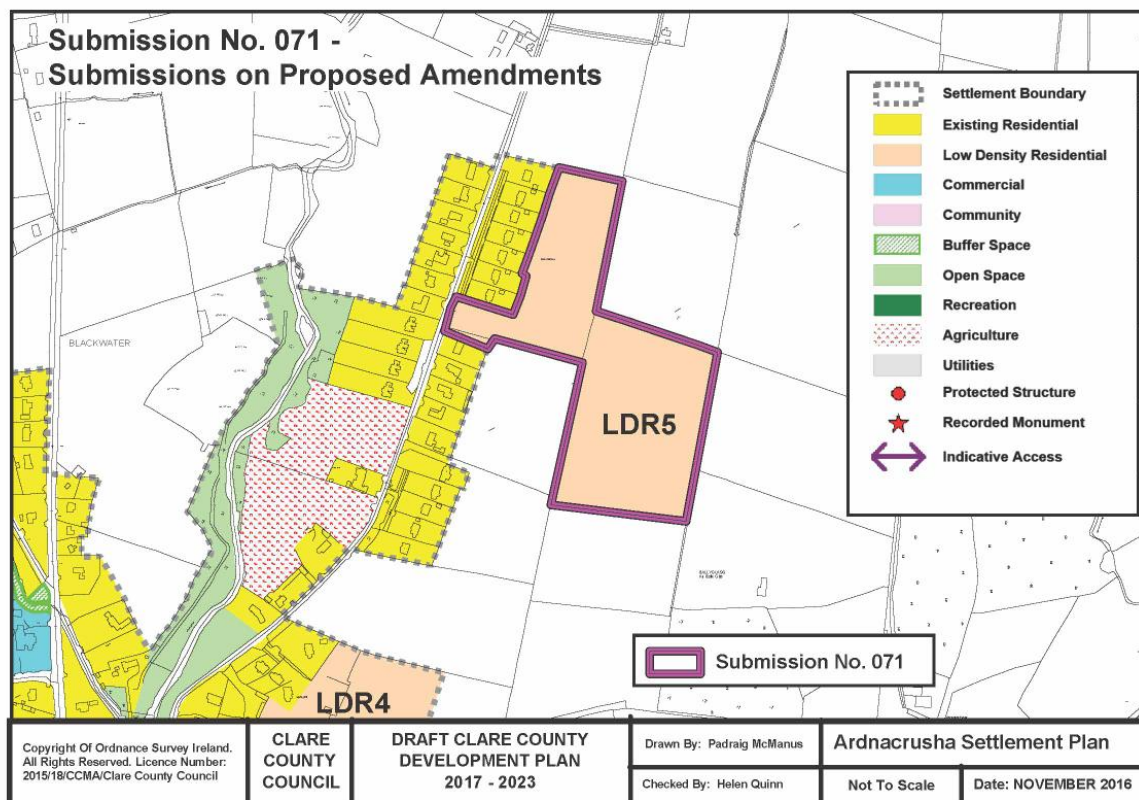 Submission No. 071 -
Submissions on Proposed Amendments
Settlement Boundary
Existing Residential
Low Density Residential
Commercial
Community
Buffer Space
Open Space
Recreation
Agriculture
Utilities
Protected Structure
Recorded Monument
Indicative Access
BLACKWATER
LDR5
Submission No. 071
LDR4
Copyright Of Ordnance Survey Ireland.
All Rights Reserved. Licence Number:
2015/18/CCMA/Clare County Council
CLARE
COUNTY
COUNCIL
DRAFT CLARE COUNTY
DEVELOPMENT PLAN
2017 - 2023
Drawn By: Padraig McManus
Checked By: Helen Quinn
Ardnacrusha Settlement Plan
Not To Scale
Date: NOVEMBER 2016